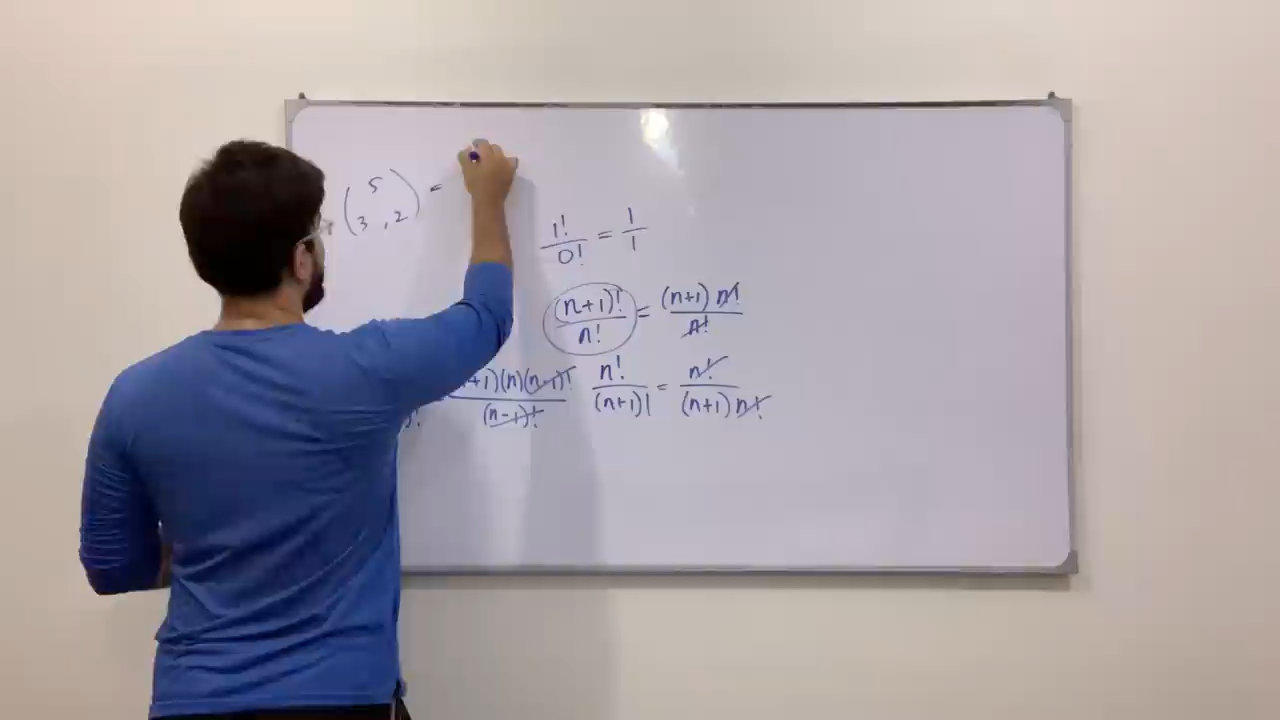 ( 5
3 , 2 ) =
1! / 0! = 1 / 1
(n+1)! / n! = (n+1) n! / n!
+1)(n)(n-1)! / (n-1)!
n! / (n+1)! = n! / (n+1) n!
)!